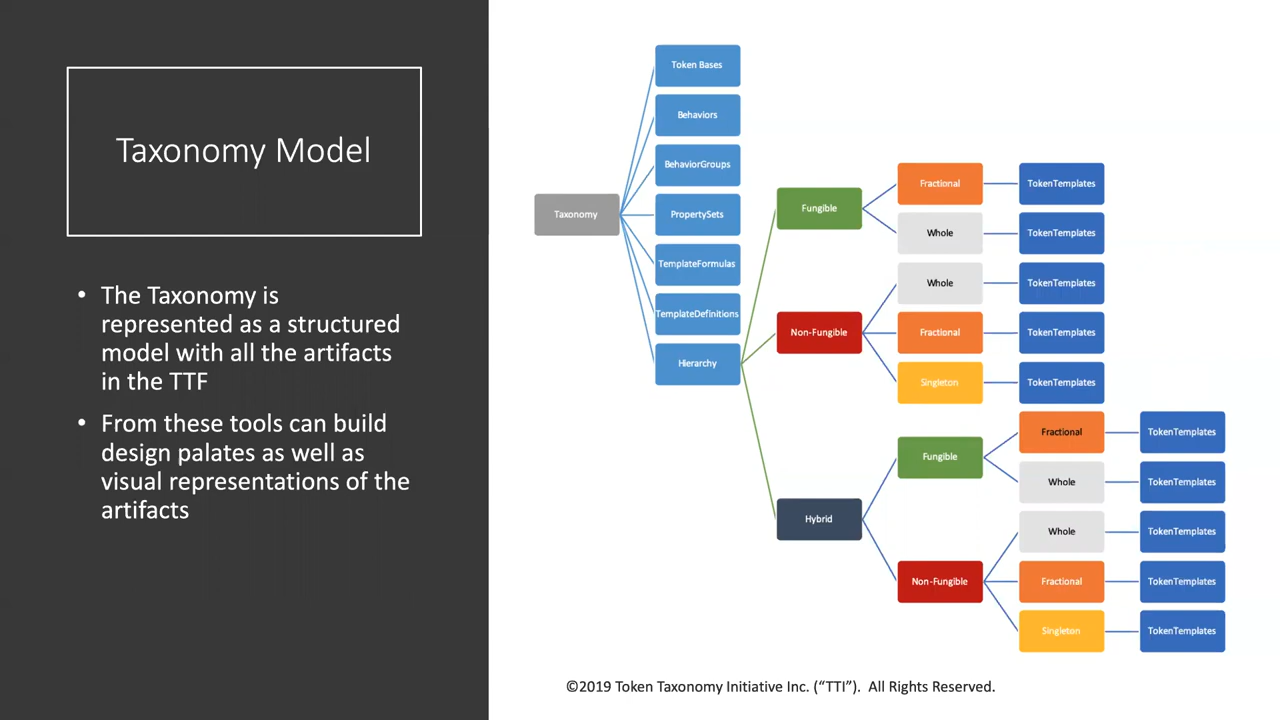 Taxonomy Model
• The Taxonomy is
represented as a structured
model with all the artifacts
in the TTF
• From these tools can build
design palates as well as
visual representations of the
artifacts
Taxonomy
Token Bases
Behaviors
BehaviorGroups
PropertySets
TemplateFormulas
TemplateDefinitions
Hierarchy
Fungible
Fractional
TokenTemplates
Whole
TokenTemplates
Non-Fungible
Whole
TokenTemplates
Fractional
TokenTemplates
Singleton
TokenTemplates
Hybrid
Fungible
Fractional
TokenTemplates
Whole
TokenTemplates
Non-Fungible
Whole
TokenTemplates
Fractional
TokenTemplates
Singleton
TokenTemplates
©2019 Token Taxonomy Initiative Inc. (“TTI”). All Rights Reserved.